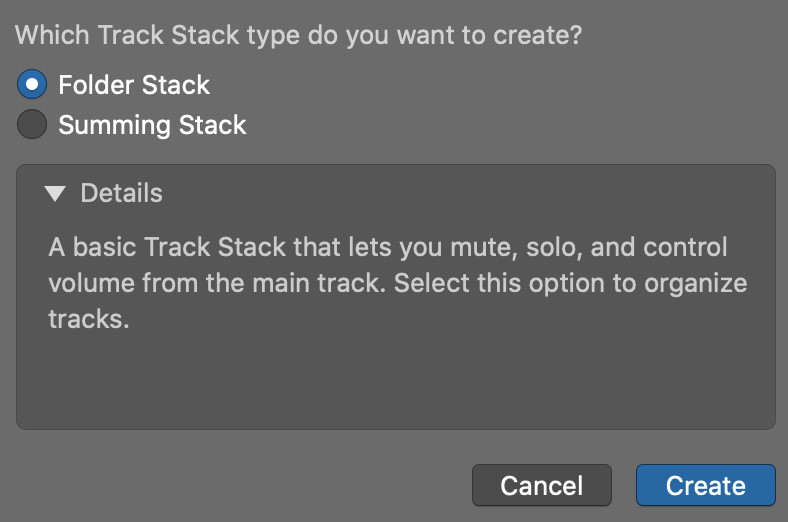 Which Track Stack type do you want to create?
Folder Stack
Summing Stack
Details
A basic Track Stack that lets you mute, solo, and control
volume from the main track. Select this option to organize
tracks.
Cancel
Create